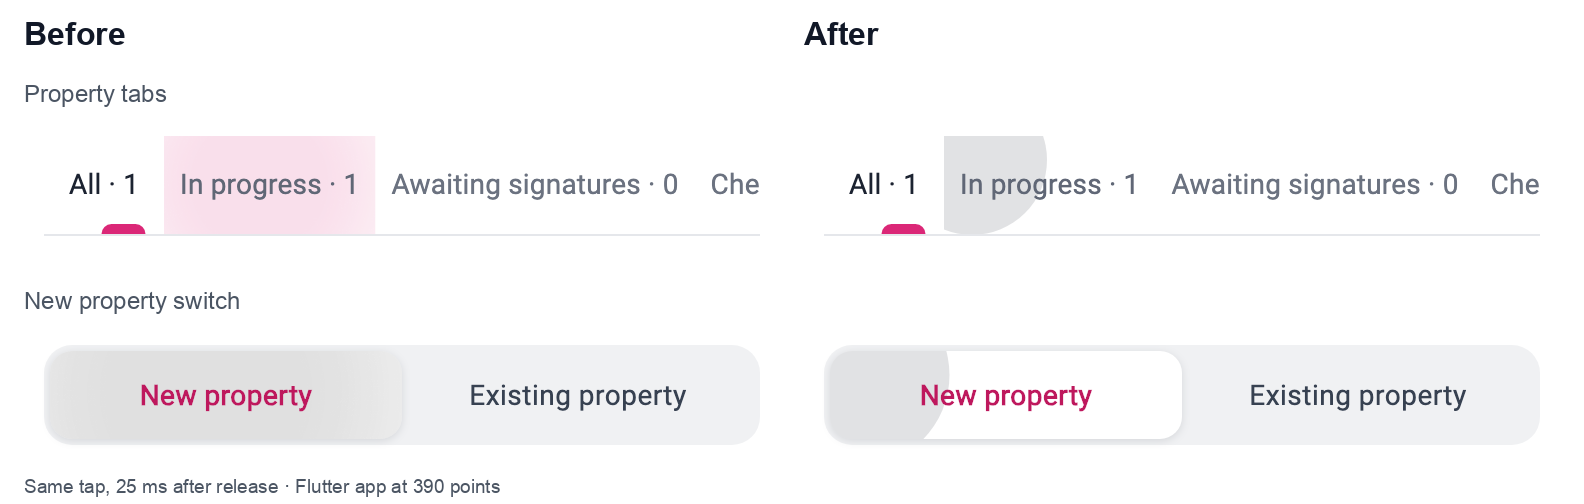 Before
After
Property tabs
All · 1
In progress · 1
Awaiting signatures · 0
Che
All · 1
In progress · 1
Awaiting signatures · 0
Che
New property switch
New property
Existing property
New property
Existing property
Same tap, 25 ms after release · Flutter app at 390 points